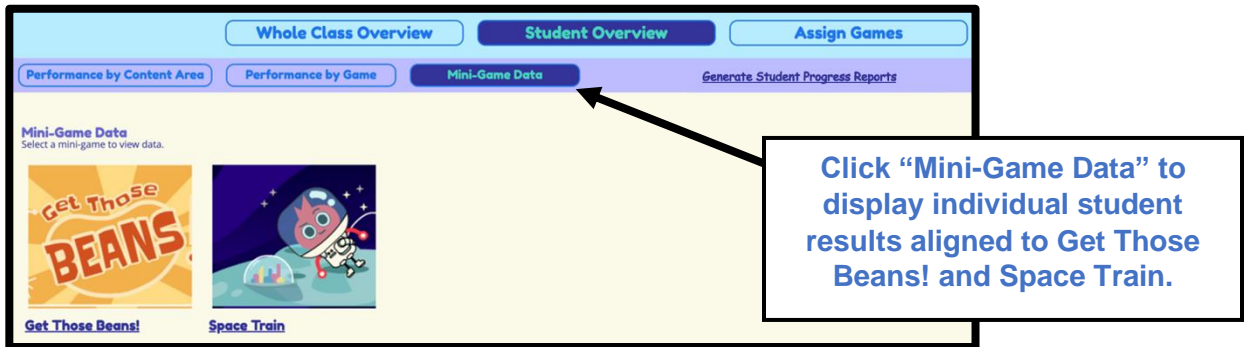 Whole Class Overview
Student Overview
Assign Games
Performance by Content Area
Performance by Game
Mini-Game Data
Generate Student Progress Reports
Mini-Game Data
Select a mini-game to view data.
Get Those
BEANS
Get Those Beans!
Space Train
Click “Mini-Game Data” to
display individual student
results aligned to Get Those
Beans! and Space Train.